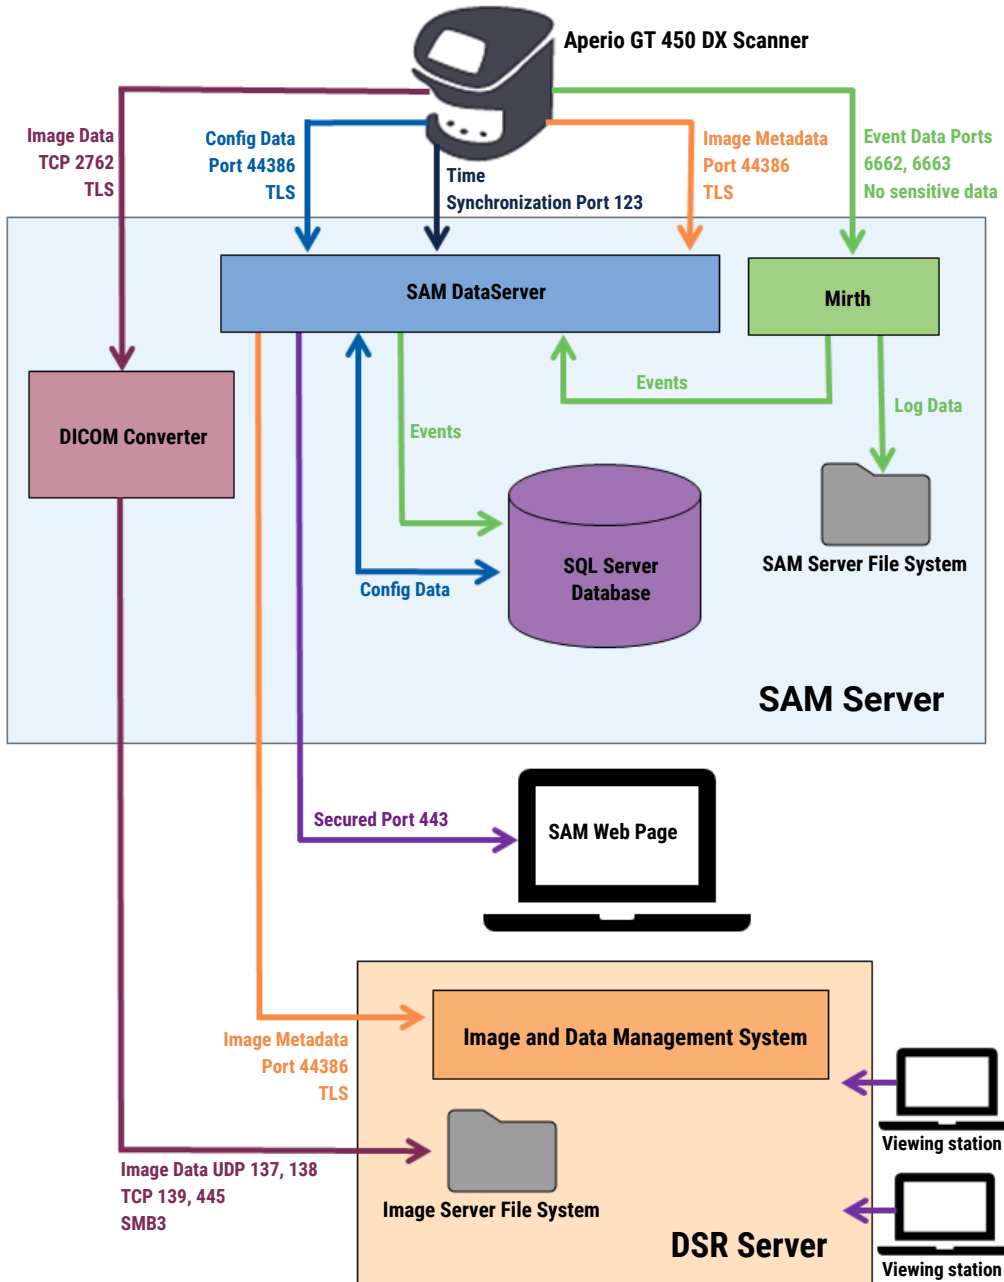 Aperio GT 450 DX Scanner
Image Data
TCP 2762
TLS
Config Data
Port 44386
TLS
Time
Synchronization Port 123
Image Metadata
Port 44386
TLS
Event Data Ports
6662, 6663
No sensitive data
SAM DataServer
Mirth
Events
Log Data
DICOM Converter
Events
SQL Server
Database
SAM Server File System
Config Data
SAM Server
Secured Port 443
SAM Web Page
Image and Data Management System
Image Metadata
Port 44386
TLS
Viewing station
Image Data UDP 137, 138
TCP 139, 445
SMB3
Image Server File System
DSR Server
Viewing station